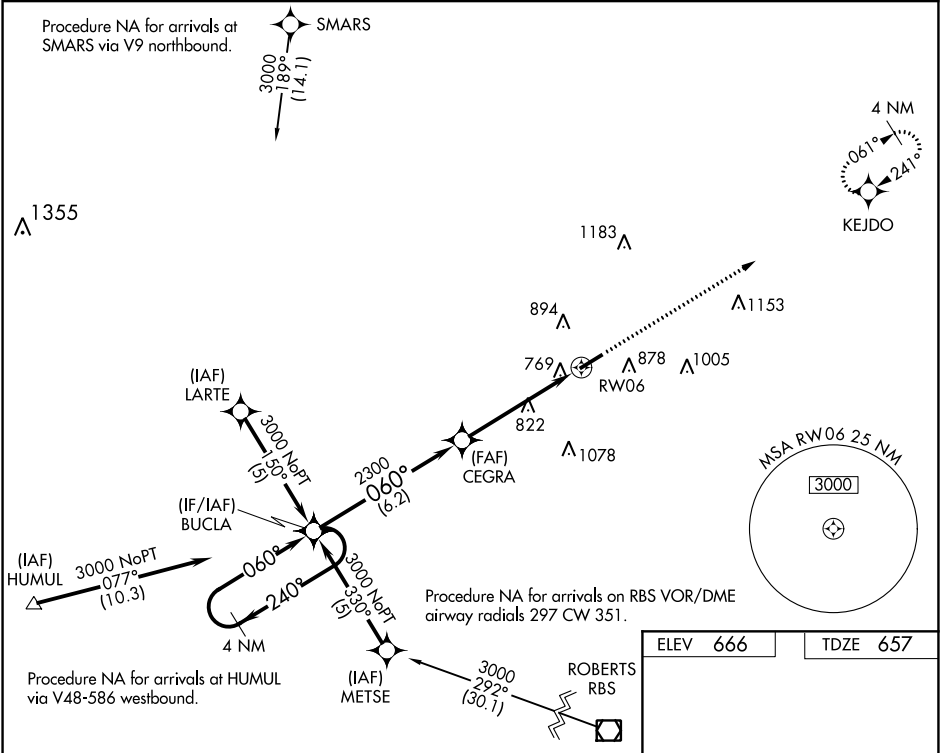 Procedure NA for arrivals at
SMARS via V9 northbound.
SMARS
3000
189°
(14.1)
4 NM
061°
241°
KEJDO
1355
1183
1153
894
769
RW06
878
1005
822
1078
(IAF)
LARTE
3000 NoPT
150°
(5)
(FAF)
CEGRA
2300
060°
(6.2)
MSA RW06 25 NM
3000
(IF/IAF)
BUCLA
(IAF)
HUMUL
3000 NoPT
077°
(10.3)
060°
240°
4 NM
3000 NoPT
330°
(5)
Procedure NA for arrivals on RBS VOR/DME
airway radials 297 CW 351.
Procedure NA for arrivals at HUMUL
via V48-586 westbound.
(IAF)
METSE
3000
292°
(30.1)
ROBERTS
RBS
ELEV 666
TDZE 657